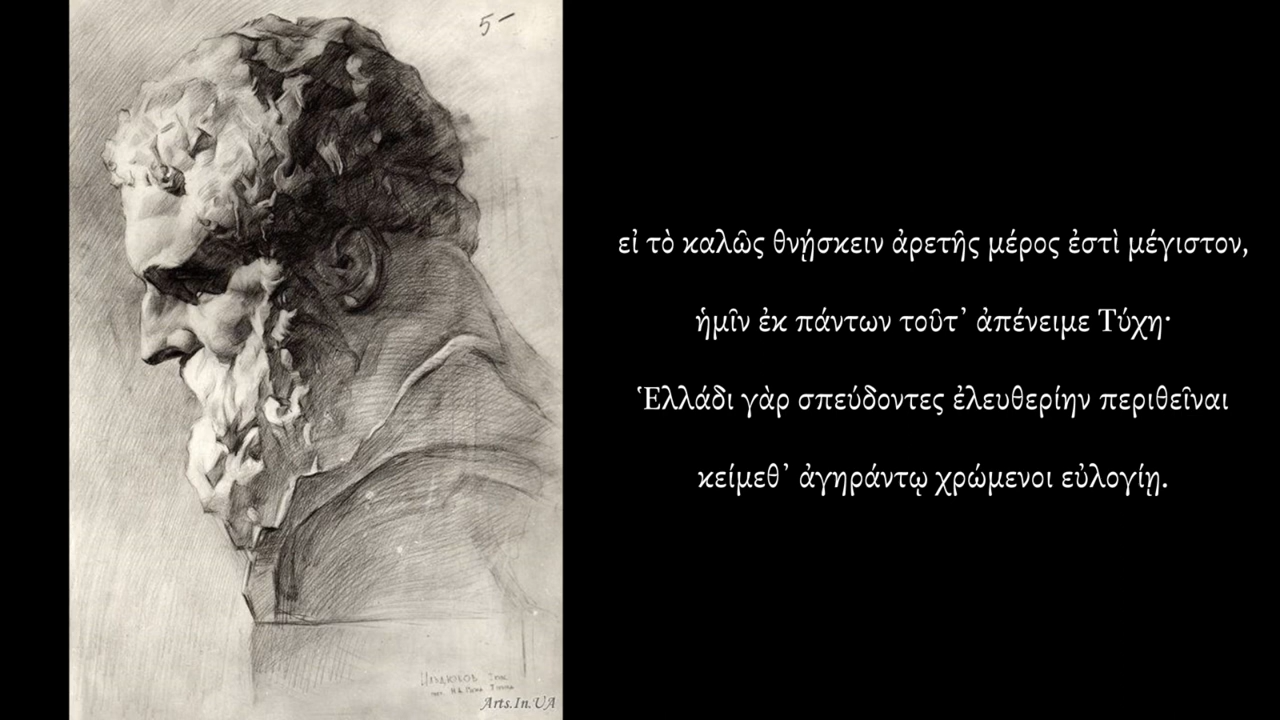 5-
εἰ τὸ καλῶς θνῄσκειν ἀρετῆς μέρος ἐστὶ μέγιστον,
ἡμῖν ἐκ πάντων τοῦτ᾽ ἀπένειμε Τύχη·
Ἑλλάδι γὰρ σπεύδοντες ἐλευθερίην περιθεῖναι
κείμεθ᾽ ἀγηράντῳ χρώμενοι εὐλογίῃ.
Arts.In.UA